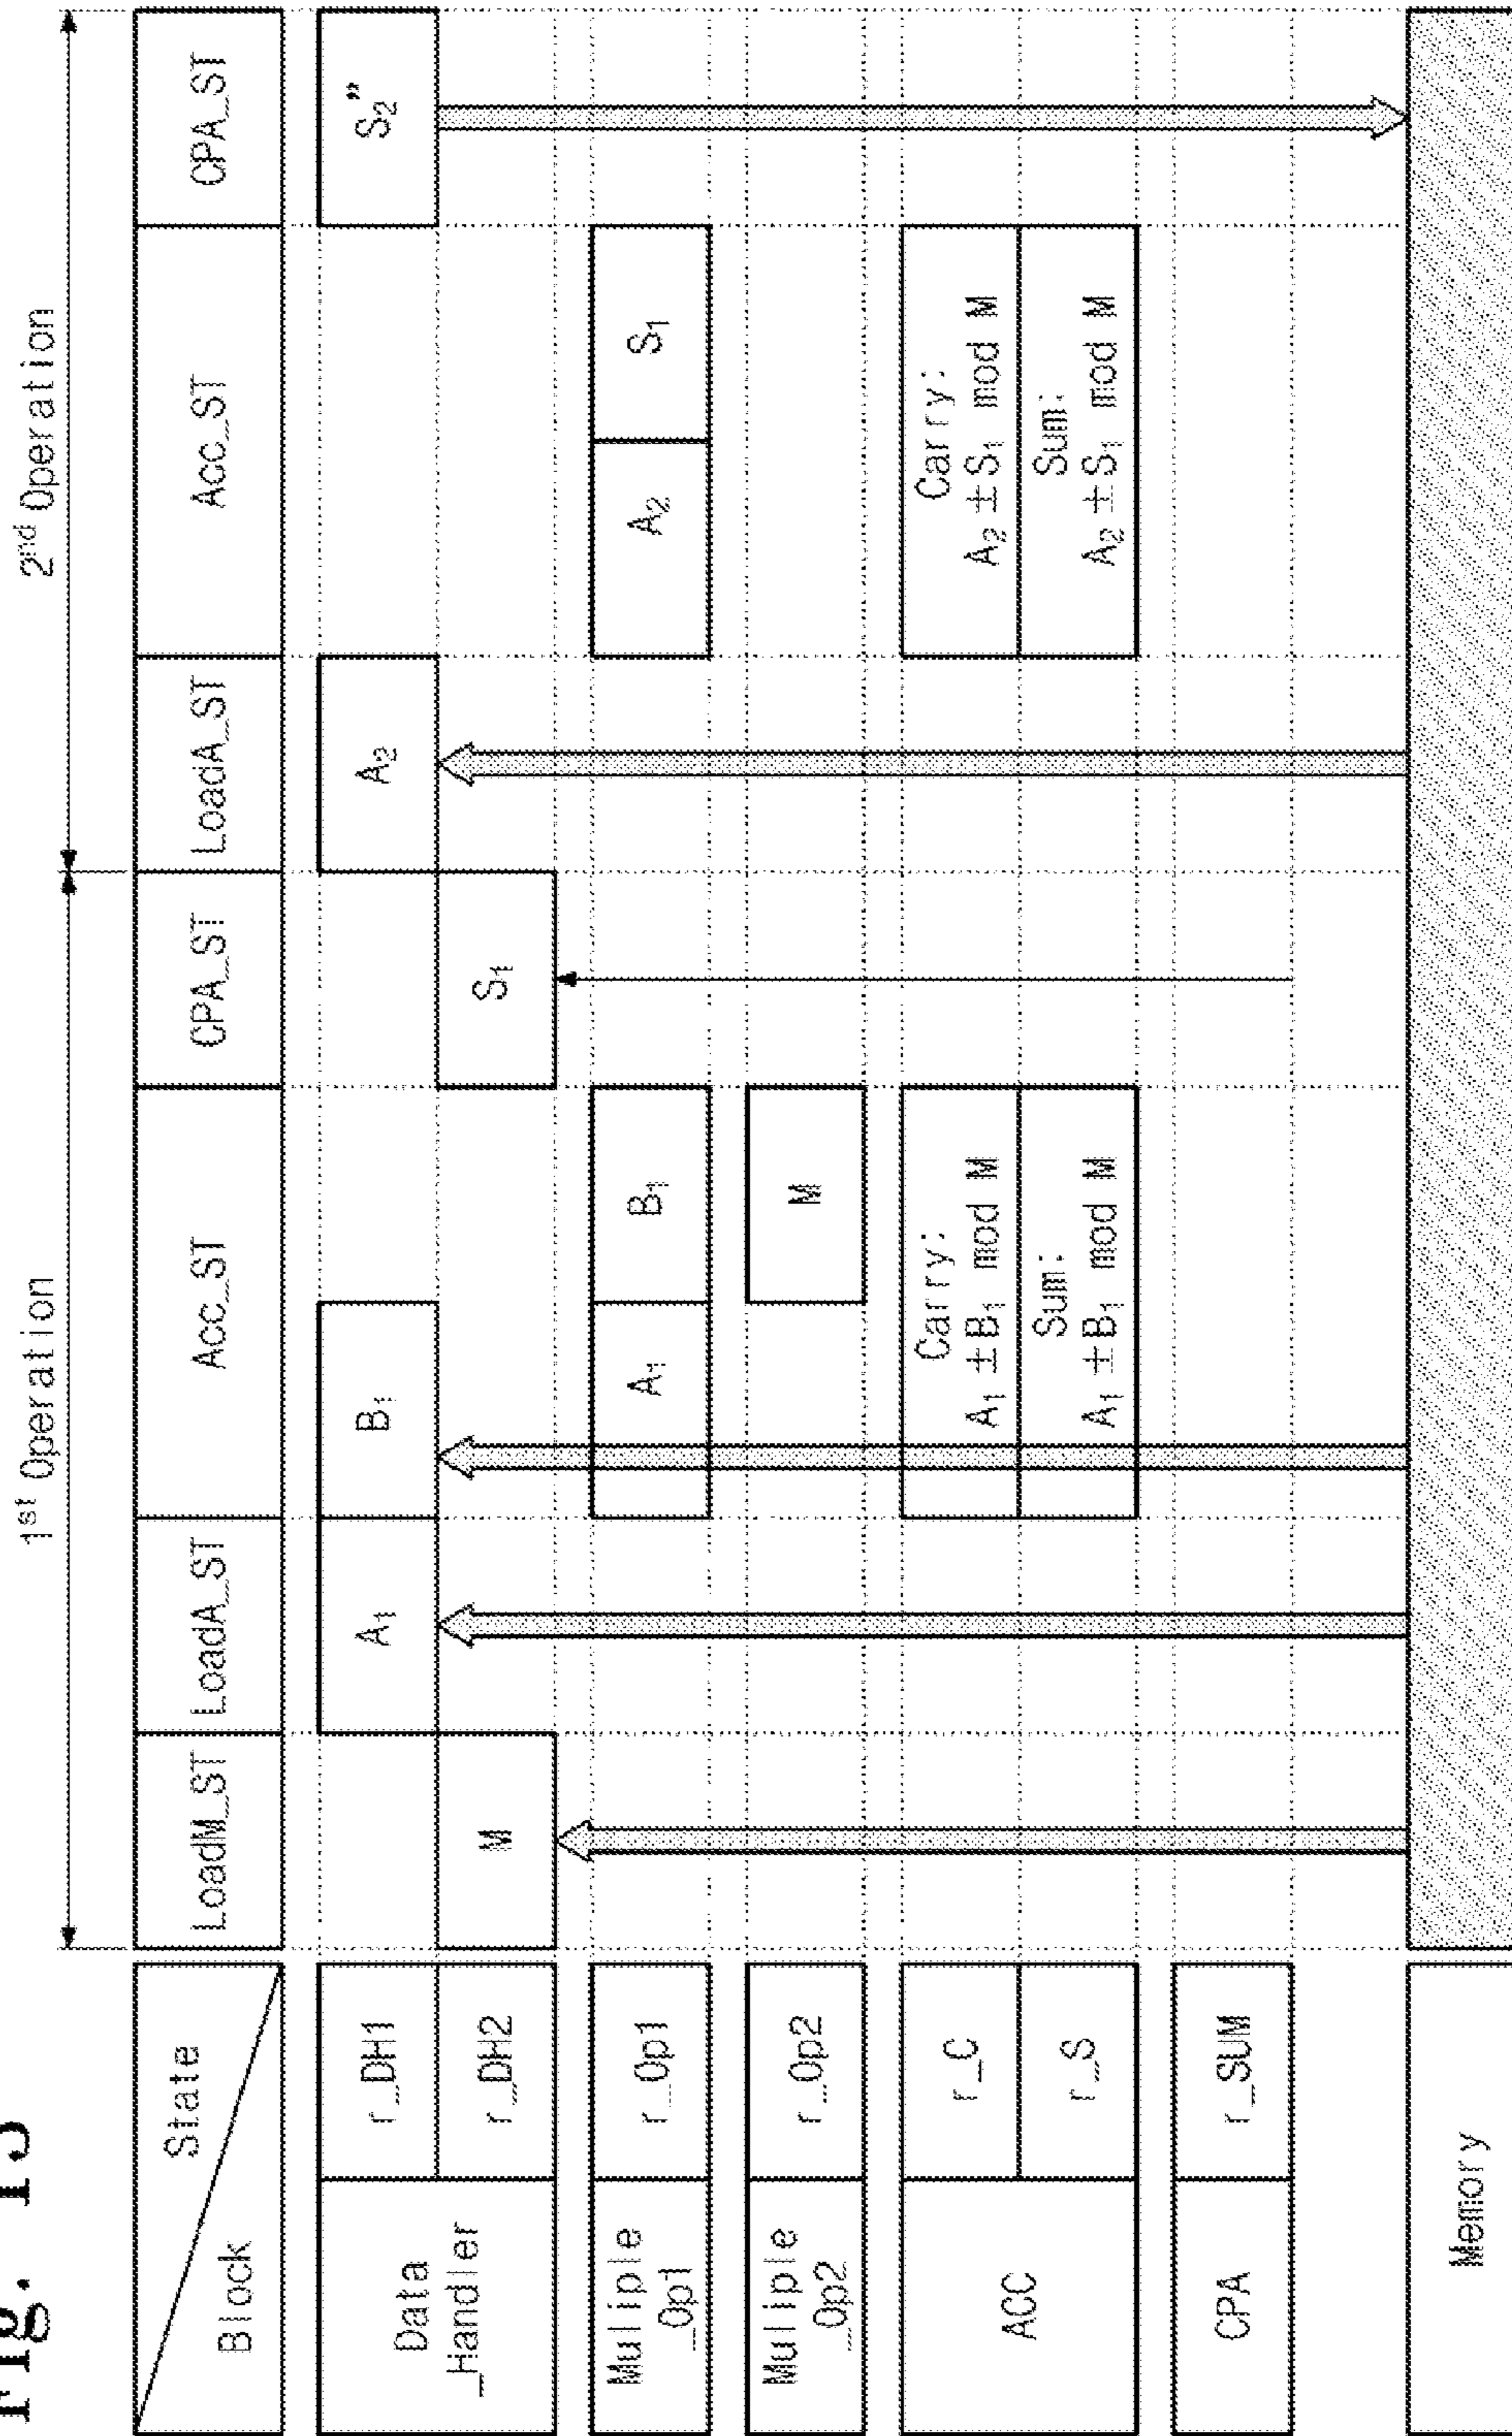 Fig. 15
1st Operation
2nd Operation
State
Block
LoadM_ST
LoadA_ST
Acc_ST
CPA_ST
LoadA_ST
Acc_ST
CPA_ST
Data
_Handler
r_DH1
A1
B1
A2
S2"
r_DH2
M
S1
Muliple
_Op1
r_Op1
A1
B1
A2
S1
Muliple
_Op2
r_Op2
M
ACC
r_C
Carry:
A1 ±B1 mod M
Carry:
A2 ±S1 mod M
r_S
Sum:
A1 ±B1 mod M
Sum:
A2 ±S1 mod M
CPA
r_SUM
Memory